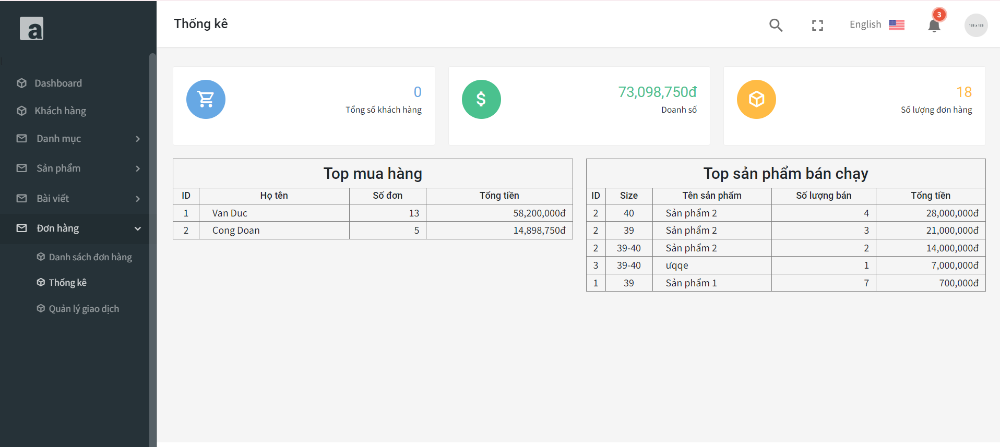 a
Thống kê
English
3
128 x 128
Dashboard
Khách hàng
Danh mục
Sản phẩm
Bài viết
Đơn hàng
Danh sách đơn hàng
Thống kê
Quản lý giao dịch
0
Tổng số khách hàng
73,098,750đ
Doanh số
18
Số lượng đơn hàng
Top mua hàng
ID Họ tên Số đơn Tổng tiền
1 Van Duc 13 58,200,000đ
2 Cong Doan 5 14,898,750đ
Top sản phẩm bán chạy
ID Size Tên sản phẩm Số lượng bán Tổng tiền
2 40 Sản phẩm 2 4 28,000,000đ
2 39 Sản phẩm 2 3 21,000,000đ
2 39-40 Sản phẩm 2 2 14,000,000đ
3 39-40 ưqqe 1 7,000,000đ
1 39 Sản phẩm 1 7 700,000đ